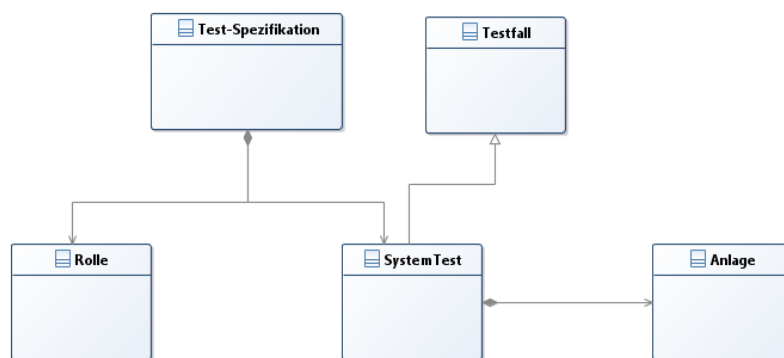 Test-Spezifikation
Testfall
Rolle
SystemTest
Anlage